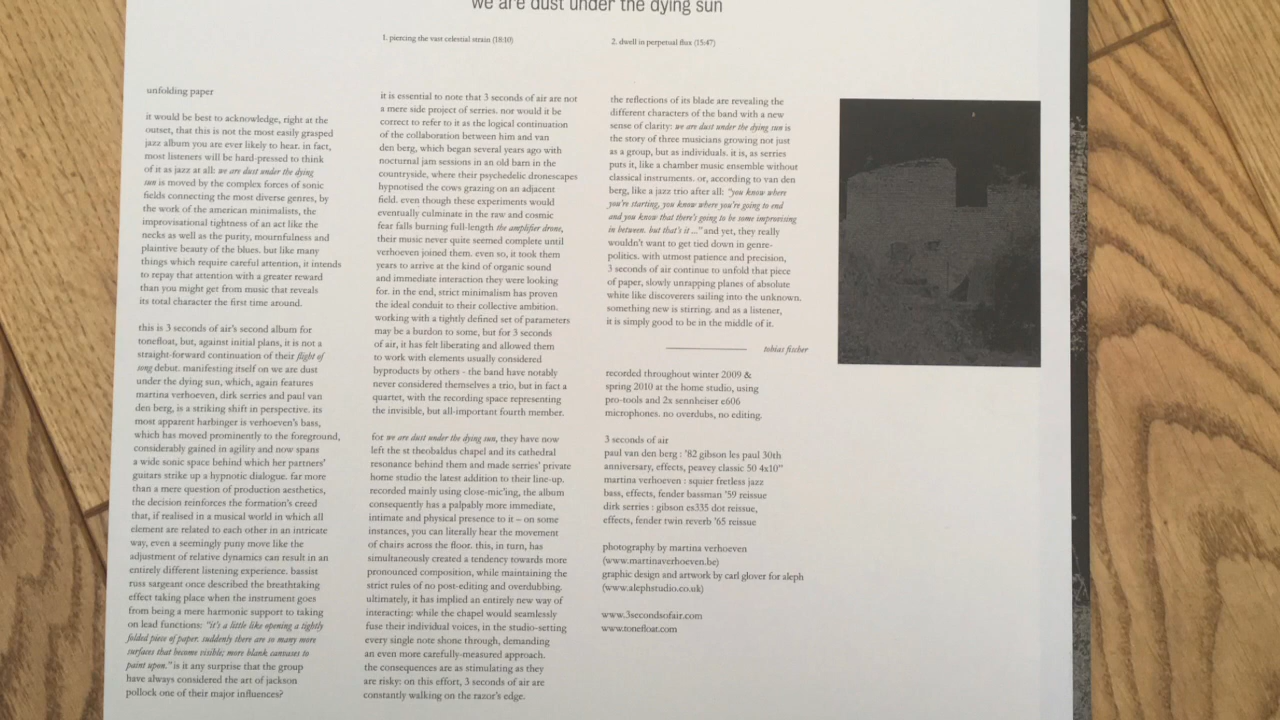 we are dust under the dying sun
1. piercing the vast celestial strain (18:10)
2. dwell in perpetual flux (15:47)
unfolding paper
it would be best to acknowledge, right at the
outset, that this is not the most easily grasped
jazz album you are ever likely to hear. in fact,
most listeners will be hard-pressed to think
of it as jazz at all: we are dust under the dying
sun is moved by the complex forces of sonic
fields connecting the most diverse genres, by
the work of the american minimalists, the
improvisational tightness of an act like the
necks as well as the purity, mournfulness and
plaintive beauty of the blues. but like many
things which require careful attention, it intends
to repay that attention with a greater reward
than you might get from music that reveals
its total character the first time around.
this is 3 seconds of air's second album for
tonefloat, but, against initial plans, it is not a
straight-forward continuation of their flight of
song debut. manifesting itself on we are dust
under the dying sun, which, again features
martina verhoeven, dirk serries and paul van
den berg, is a striking shift in perspective. its
most apparent harbinger is verhoeven's bass,
which has moved prominently to the foreground,
considerably gained in agility and now spans
a wide sonic space behind which her partners'
guitars strike up a hypnotic dialogue. far more
than a mere question of production aesthetics,
the decision reinforces the formation's creed
that, if realised in a musical world in which all
element are related to each other in an intricate
way, even a seemingly puny move like the
adjustment of relative dynamics can result in an
entirely different listening experience. bassist
russ sargeant once described the breathtaking
effect taking place when the instrument goes
from being a mere harmonic support to taking
on lead functions: "it's a little like opening a tightly
folded piece of paper. suddenly there are so many more
surfaces that become visible; more blank canvases to
paint upon." is it any surprise that the group
have always considered the art of jackson
pollock one of their major influences?
it is essential to note that 3 seconds of air are not
a mere side project of serries. nor would it be
correct to refer to it as the logical continuation
of the collaboration between him and van
den berg, which began several years ago with
nocturnal jam sessions in an old barn in the
countryside, where their psychedelic dronescapes
hypnotised the cows grazing on an adjacent
field. even though these experiments would
eventually culminate in the raw and cosmic
fear falls burning full-length the amplifier drone,
their music never quite seemed complete until
verhoeven joined them. even so, it took them
years to arrive at the kind of organic sound
and immediate interaction they were looking
for. in the end, strict minimalism has proven
the ideal conduit to their collective ambition.
working with a tightly defined set of parameters
may be a burdon to some, but for 3 seconds
of air, it has felt liberating and allowed them
to work with elements usually considered
byproducts by others - the band have notably
never considered themselves a trio, but in fact a
quartet, with the recording space representing
the invisible, but all-important fourth member.
for we are dust under the dying sun, they have now
left the st theobaldus chapel and its cathedral
resonance behind them and made serries' private
home studio the latest addition to their line-up.
recorded mainly using close-mic'ing, the album
consequently has a palpably more immediate,
intimate and physical presence to it – on some
instances, you can literally hear the movement
of chairs across the floor. this, in turn, has
simultaneously created a tendency towards more
pronounced composition, while maintaining the
strict rules of no post-editing and overdubbing.
ultimately, it has implied an entirely new way of
interacting: while the chapel would seamlessly
fuse their individual voices, in the studio-setting
every single note shone through, demanding
an even more carefully-measured approach.
the consequences are as stimulating as they
are risky: on this effort, 3 seconds of air are
constantly walking on the razor's edge.
the reflections of its blade are revealing the
different characters of the band with a new
sense of clarity: we are dust under the dying sun is
the story of three musicians growing not just
as a group, but as individuals. it is, as serries
puts it, like a chamber music ensemble without
classical instruments. or, according to van den
berg, like a jazz trio after all: "you know where
you're starting, you know where you're going to end
and you know that there's going to be some improvising
in between. but that's it ..." and yet, they really
wouldn't want to get tied down in genre-
politics. with utmost patience and precision,
3 seconds of air continue to unfold that piece
of paper, slowly unwrapping planes of absolute
white like discoverers sailing into the unknown.
something new is stirring. and as a listener,
it is simply good to be in the middle of it.
tobias fischer
recorded throughout winter 2009 &
spring 2010 at the home studio, using
pro-tools and 2x sennheiser e606
microphones. no overdubs, no editing.
3 seconds of air
paul van den berg : '82 gibson les paul 30th
anniversary, effects, peavey classic 50 4x10"
martina verhoeven : squier fretless jazz
bass, effects, fender bassman '59 reissue
dirk serries : gibson es335 dot reissue,
effects, fender twin reverb '65 reissue
photography by martina verhoeven
(www.martinaverhoeven.be)
graphic design and artwork by carl glover for aleph
(www.alephstudio.co.uk)
www.3secondsofair.com
www.tonefloat.com